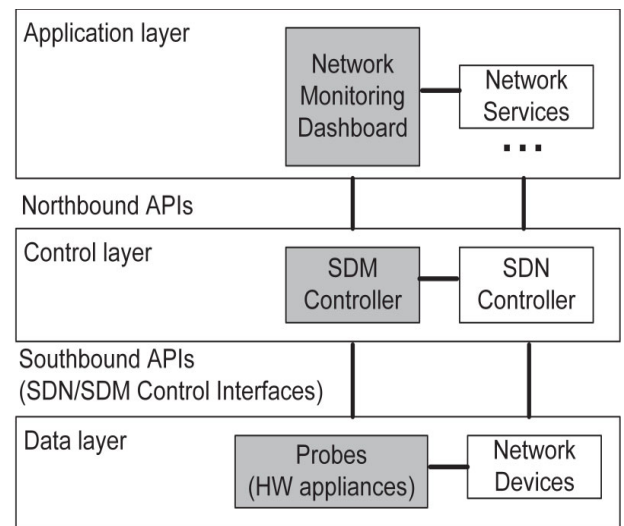 Application layer
Network
Monitoring
Dashboard
Network
Services
...
Northbound APIs
Control layer
SDM
Controller
SDN
Controller
Southbound APIs
(SDN/SDM Control Interfaces)
Data layer
Probes
(HW appliances)
Network
Devices